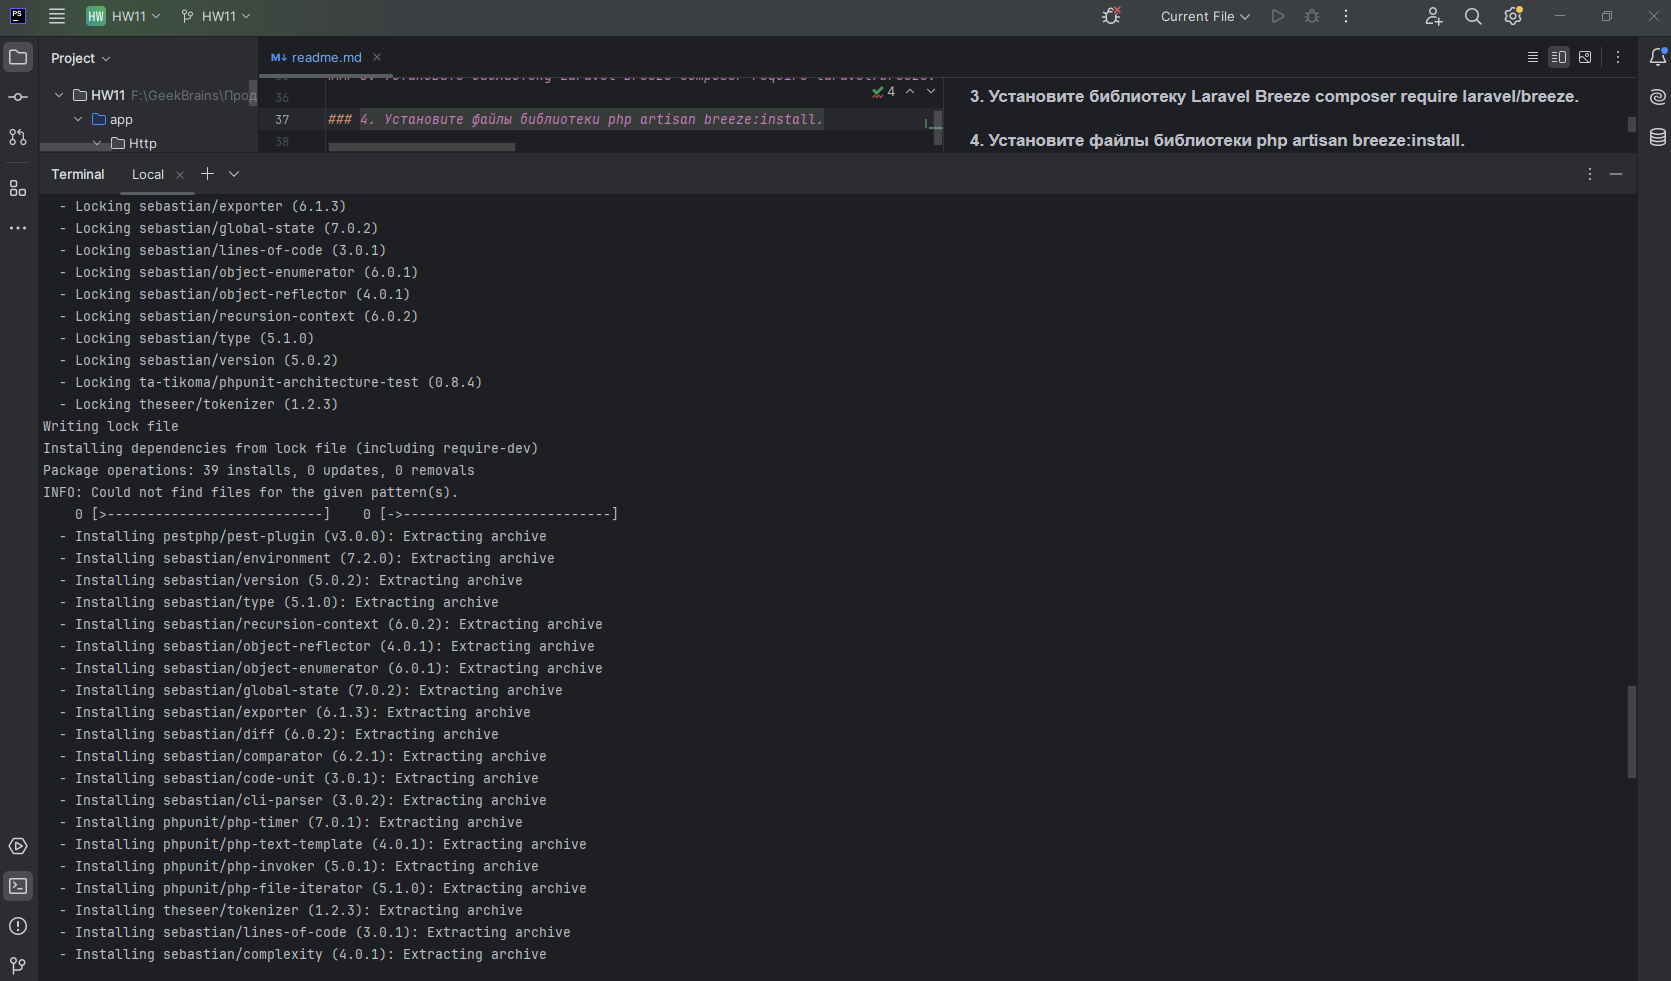 PS
HW HW11
HW11
Current File
Project
M↓ readme.md
HW11 F:\GeekBrains\Прод
app
Http
36
37
38
4
### 4. Установите файлы библиотеки php artisan breeze:install.
3. Установите библиотеку Laravel Breeze composer require laravel/breeze.
4. Установите файлы библиотеки php artisan breeze:install.
Terminal
Local
- Locking sebastian/exporter (6.1.3)
- Locking sebastian/global-state (7.0.2)
- Locking sebastian/lines-of-code (3.0.1)
- Locking sebastian/object-enumerator (6.0.1)
- Locking sebastian/object-reflector (4.0.1)
- Locking sebastian/recursion-context (6.0.2)
- Locking sebastian/type (5.1.0)
- Locking sebastian/version (5.0.2)
- Locking ta-tikoma/phpunit-architecture-test (0.8.4)
- Locking theseer/tokenizer (1.2.3)
Writing lock file
Installing dependencies from lock file (including require-dev)
Package operations: 39 installs, 0 updates, 0 removals
INFO: Could not find files for the given pattern(s).
0 [>---------------------------]    0 [->--------------------------]
- Installing pestphp/pest-plugin (v3.0.0): Extracting archive
- Installing sebastian/environment (7.2.0): Extracting archive
- Installing sebastian/version (5.0.2): Extracting archive
- Installing sebastian/type (5.1.0): Extracting archive
- Installing sebastian/recursion-context (6.0.2): Extracting archive
- Installing sebastian/object-reflector (4.0.1): Extracting archive
- Installing sebastian/object-enumerator (6.0.1): Extracting archive
- Installing sebastian/global-state (7.0.2): Extracting archive
- Installing sebastian/exporter (6.1.3): Extracting archive
- Installing sebastian/diff (6.0.2): Extracting archive
- Installing sebastian/comparator (6.2.1): Extracting archive
- Installing sebastian/code-unit (3.0.1): Extracting archive
- Installing sebastian/cli-parser (3.0.2): Extracting archive
- Installing phpunit/php-timer (7.0.1): Extracting archive
- Installing phpunit/php-text-template (4.0.1): Extracting archive
- Installing phpunit/php-invoker (5.0.1): Extracting archive
- Installing phpunit/php-file-iterator (5.1.0): Extracting archive
- Installing theseer/tokenizer (1.2.3): Extracting archive
- Installing sebastian/lines-of-code (3.0.1): Extracting archive
- Installing sebastian/complexity (4.0.1): Extracting archive